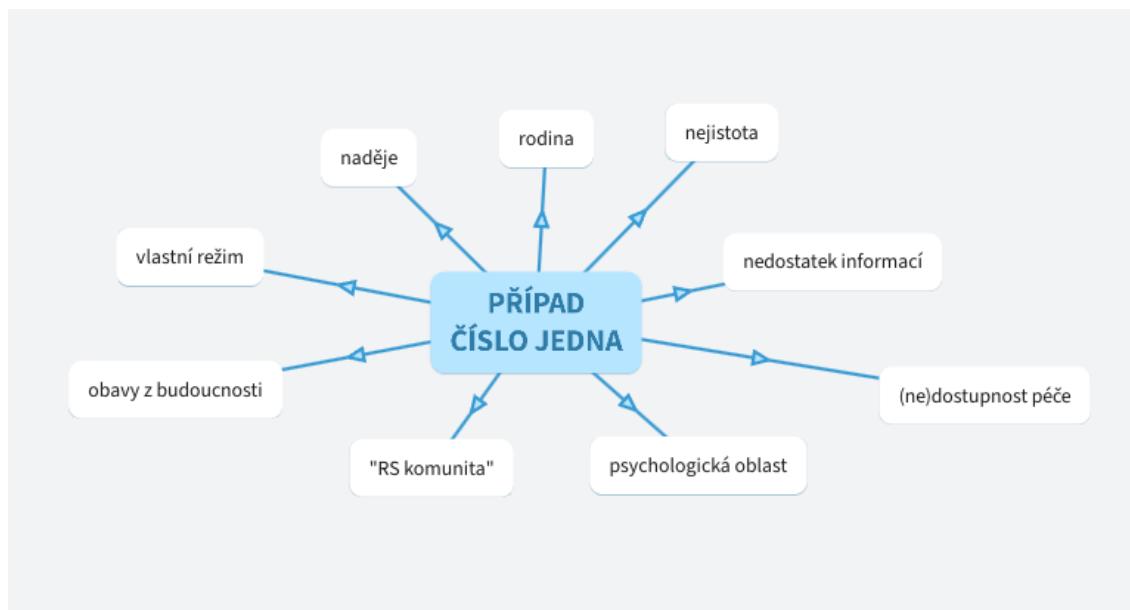 rodina
nejistota
naděje
vlastní režim
nedostatek informací
PŘÍPAD
ČÍSLO JEDNA
obavy z budoucnosti
(ne)dostupnost péče
"RS komunita"
psychologická oblast